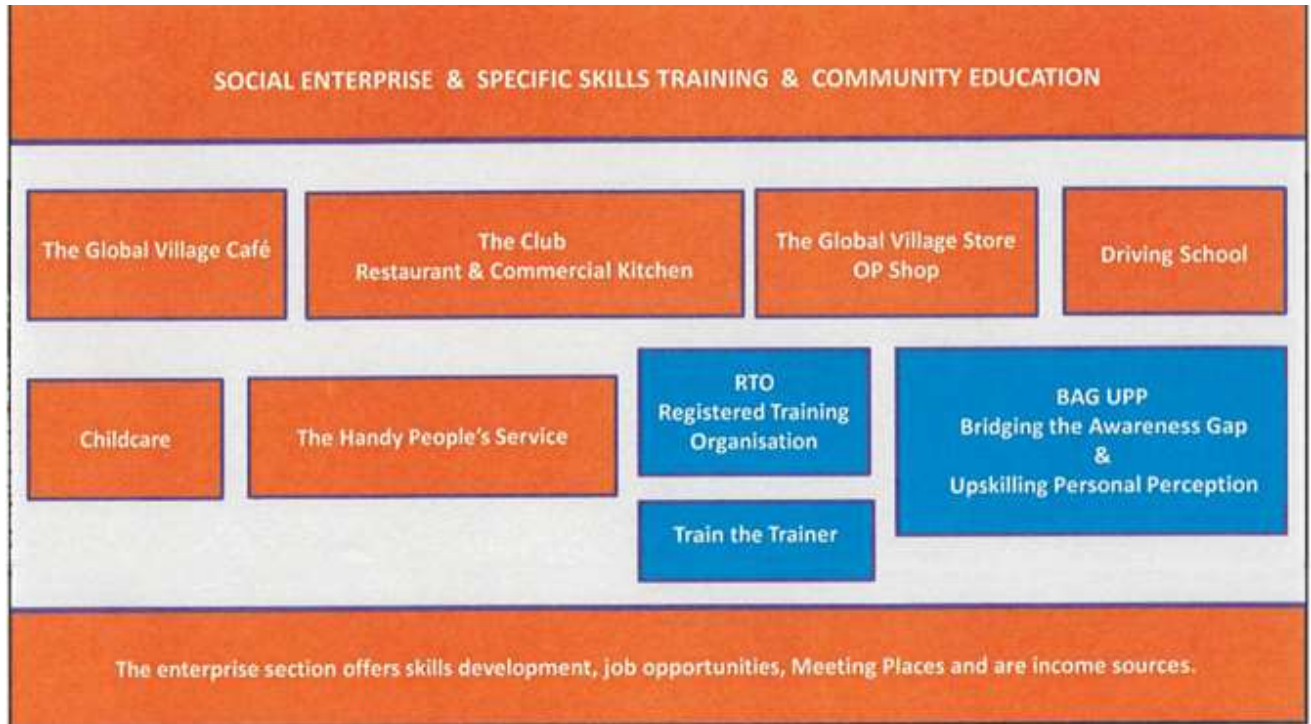 SOCIAL ENTERPRISE & SPECIFIC SKILLS TRAINING & COMMUNITY EDUCATION
The Global Village Café
The Club
Restaurant & Commercial Kitchen
The Global Village Store
OP Shop
Driving School
Childcare
The Handy People's Service
RTO
Registered Training
Organisation
Train the Trainer
BAG UPP
Bridging the Awareness Gap
&
Upskilling Personal Perception
The enterprise section offers skills development, job opportunities, Meeting Places and are income sources.